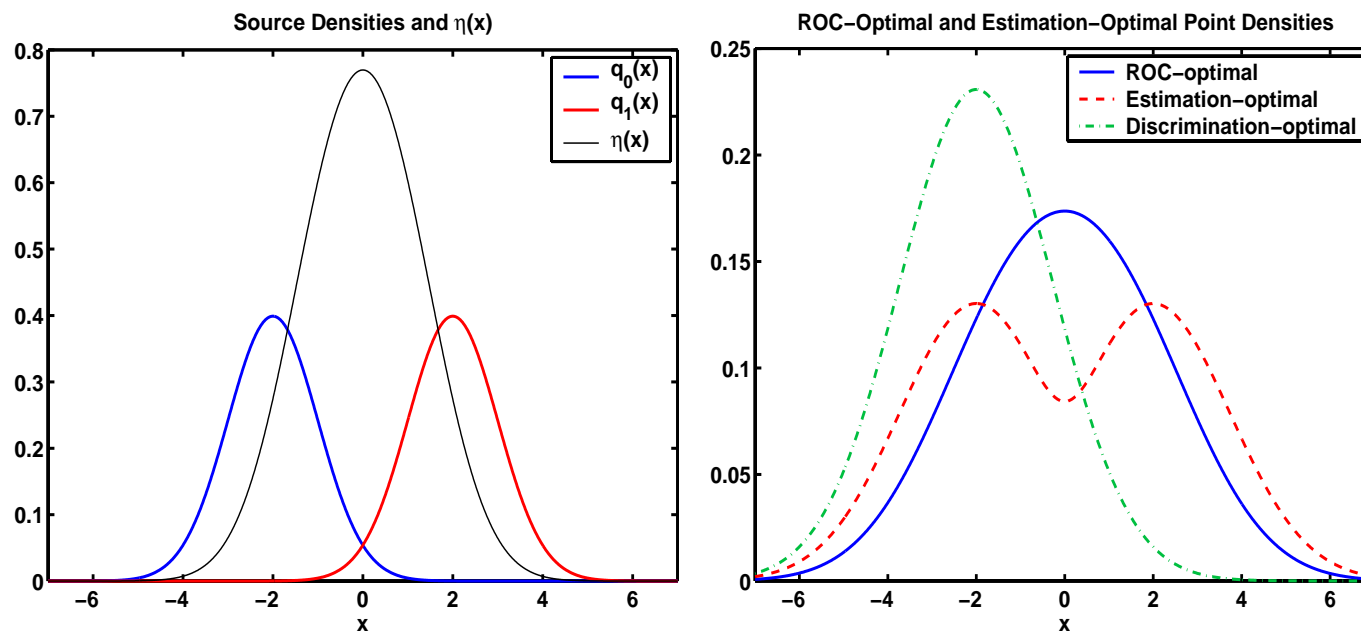 Source Densities and η(x)
0.8
0.7
0.6
0.5
0.4
0.3
0.2
0.1
0
−6
−4
−2
0
2
4
6
x
q0(x)
q1(x)
η(x)
ROC−Optimal and Estimation−Optimal Point Densities
0.25
0.2
0.15
0.1
0.05
0
−6
−4
−2
0
2
4
6
x
ROC−optimal
Estimation−optimal
Discrimination−optimal